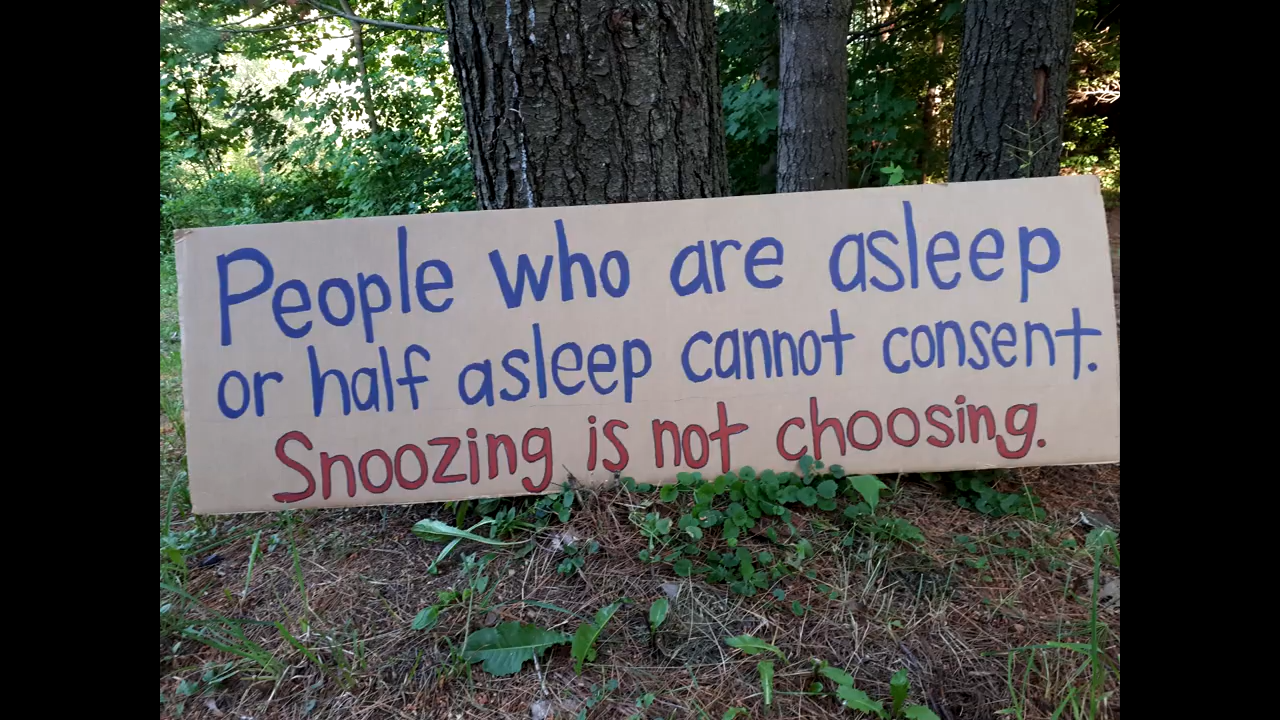 People who are asleep
or half asleep cannot consent.
Snoozing is not choosing.